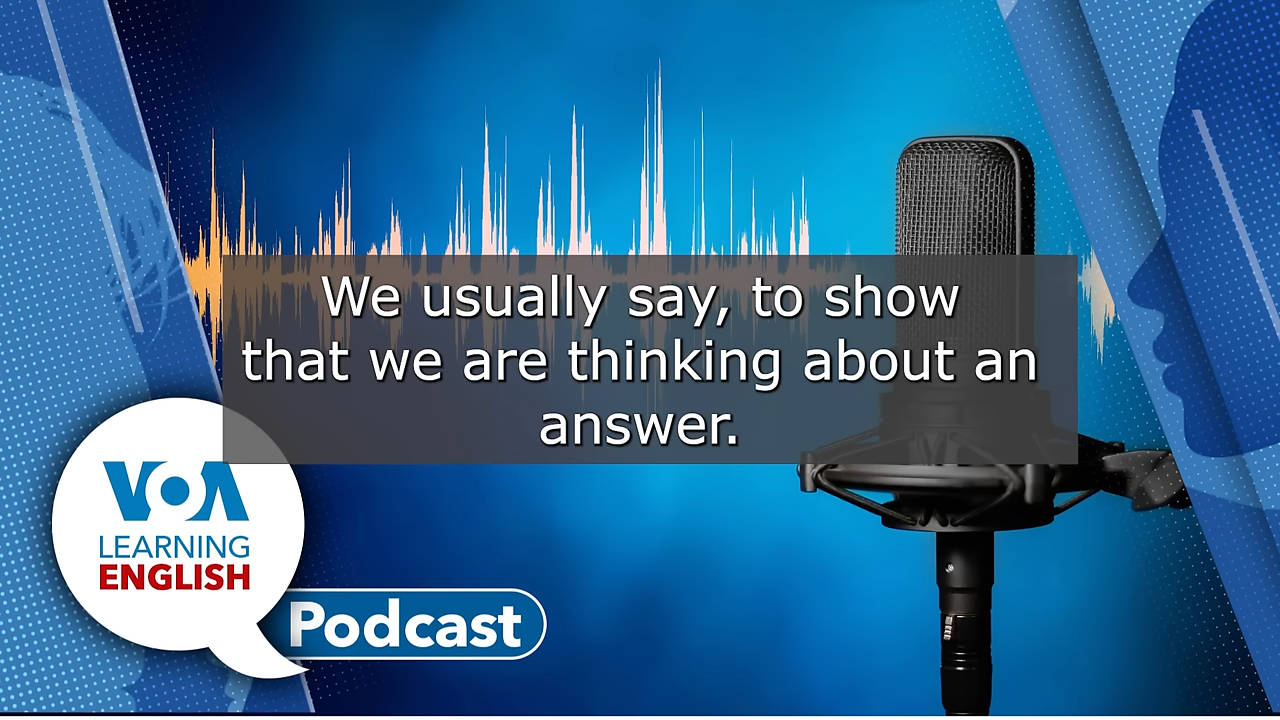 We usually say, to show
that we are thinking about an
answer.
VOA
LEARNING
ENGLISH
Podcast